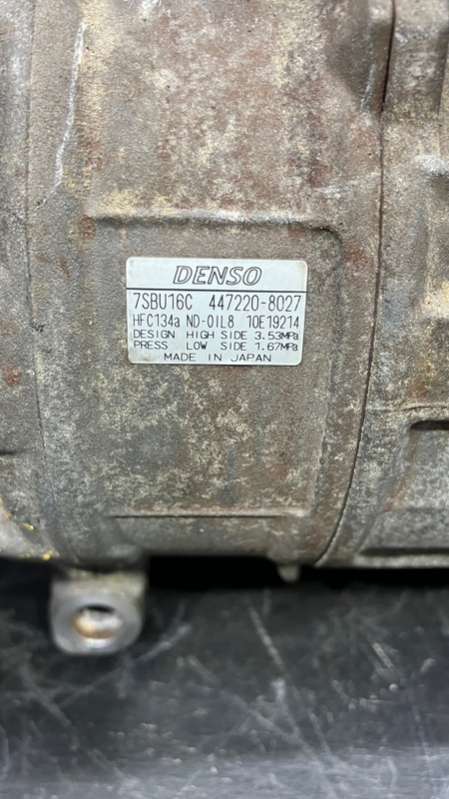 DENSO
7SBU16C 447220-8027
HFC134a ND-OIL8 10E19214
DESIGN HIGH SIDE 3.53MPa
PRESS LOW SIDE 1.67MPa
MADE IN JAPAN